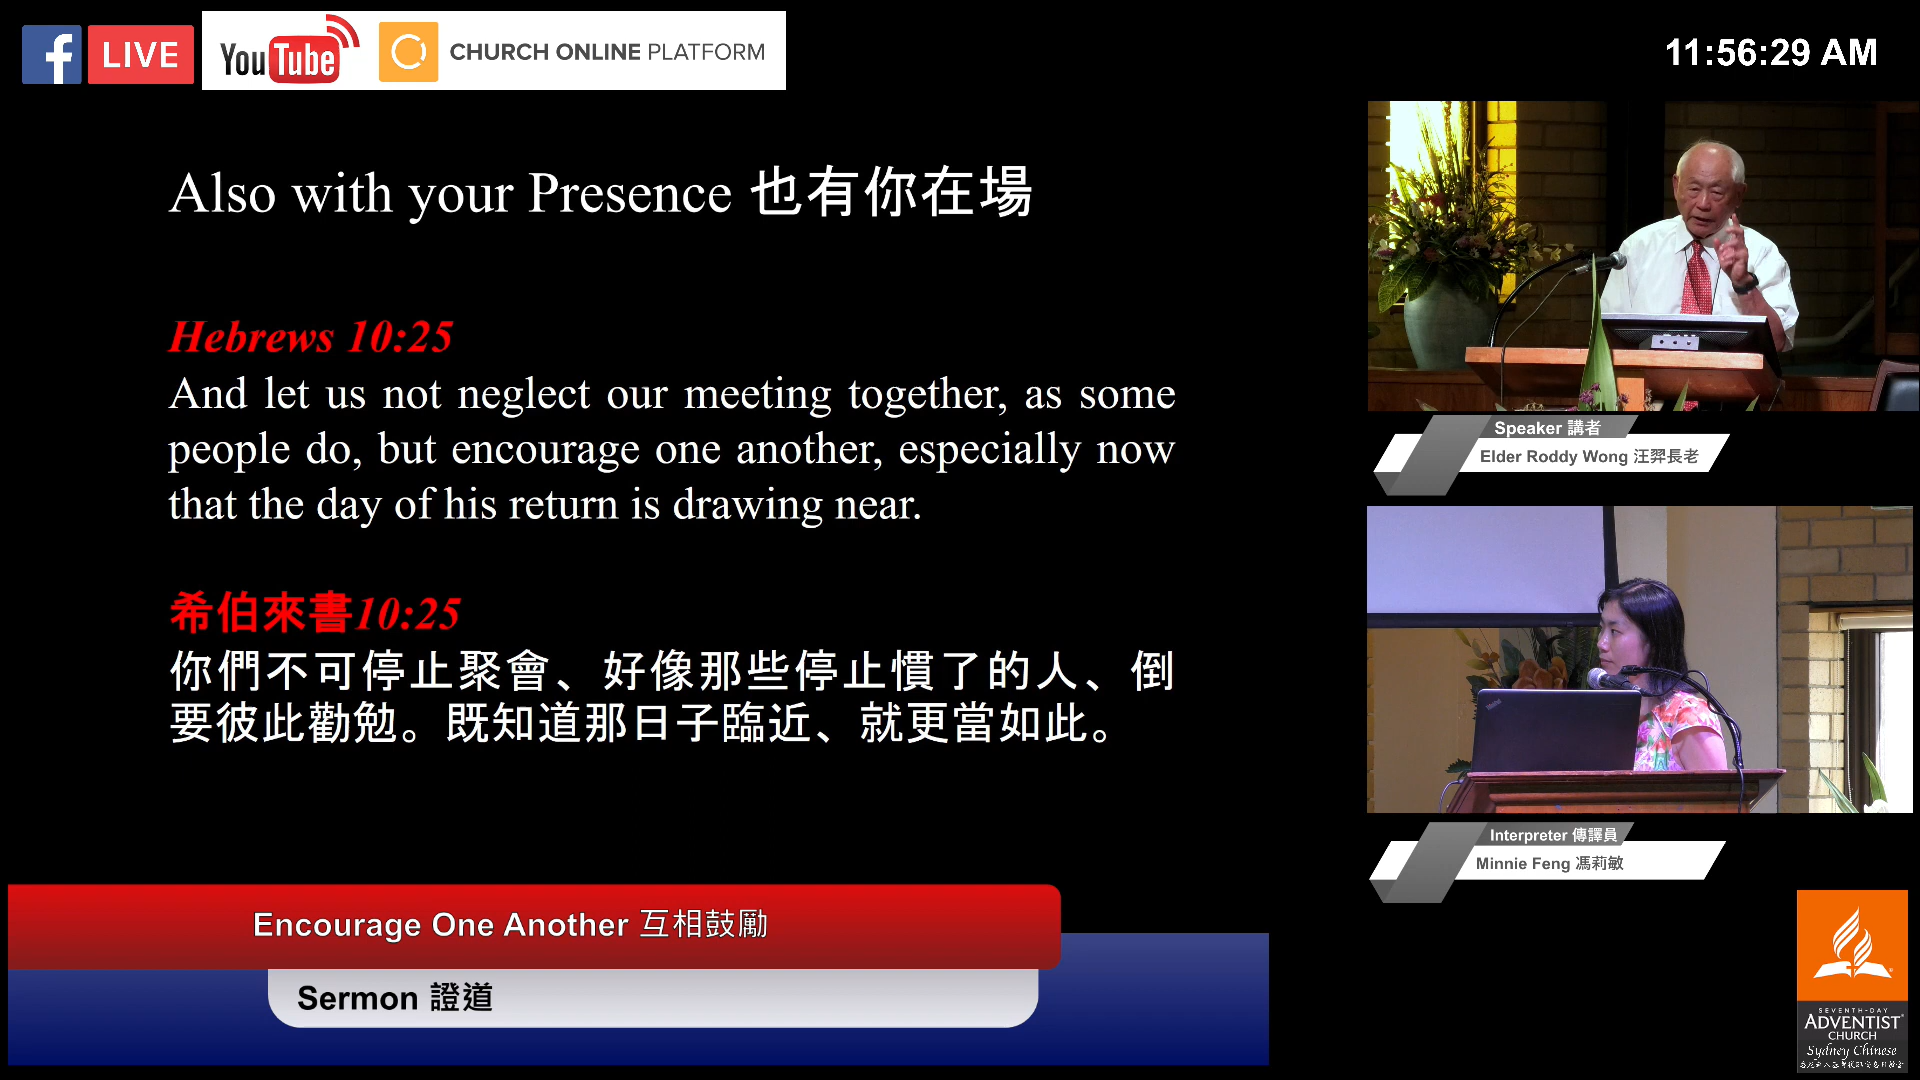 LIVE
YouTube
CHURCH ONLINE PLATFORM
11:56:29 AM
Also with your Presence 也有你在場
Hebrews 10:25
And let us not neglect our meeting together, as some
people do, but encourage one another, especially now
that the day of his return is drawing near.
希伯來書10:25
你們不可停止聚會、好像那些停止慣了的人、倒
要彼此勸勉。既知道那日子臨近、就更當如此。
Speaker 講者
Elder Roddy Wong 汪羿長老
Interpreter 傳譯員
Minnie Feng 馮莉敏
Encourage One Another 互相鼓勵
Sermon 證道
SEVENTH-DAY
ADVENTIST
CHURCH
Sydney Chinese